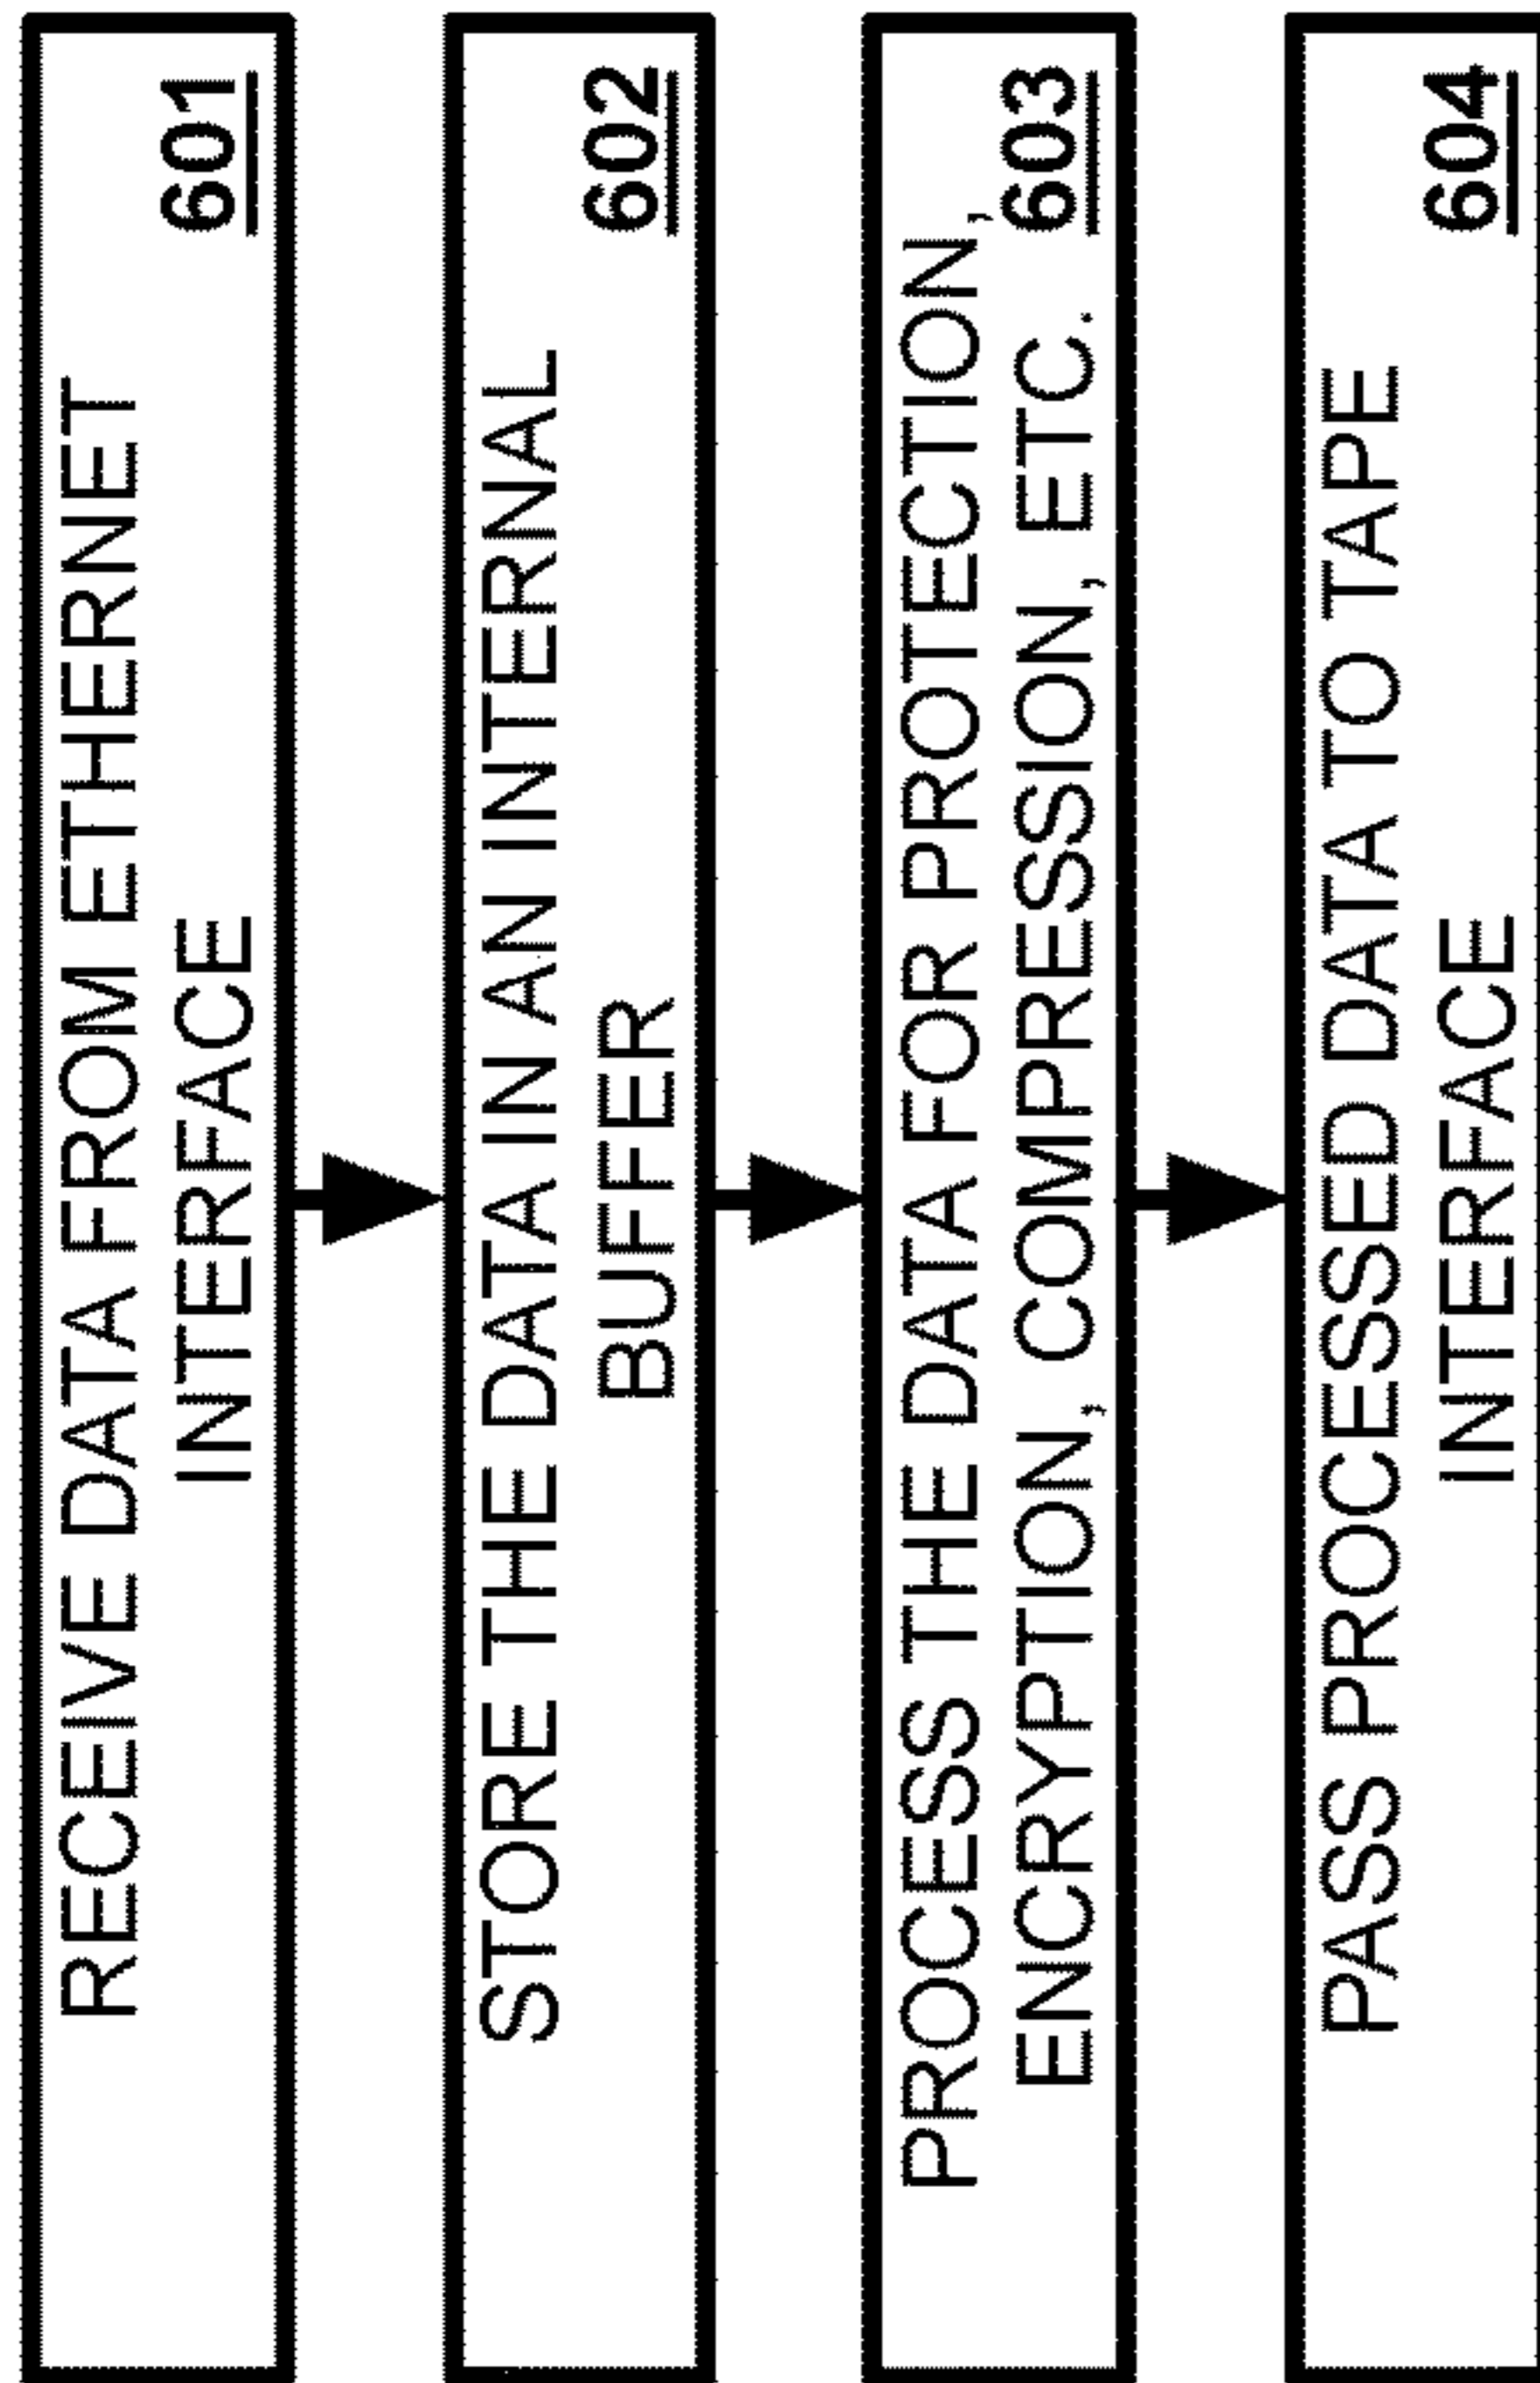 RECEIVE DATA FROM ETHERNET
INTERFACE
601
STORE THE DATA IN AN INTERNAL
BUFFER
602
PROCESS THE DATA FOR PROTECTION,
ENCRYPTION, COMPRESSION, ETC. 603
PASS PROCESSED DATA TO TAPE
INTERFACE
604